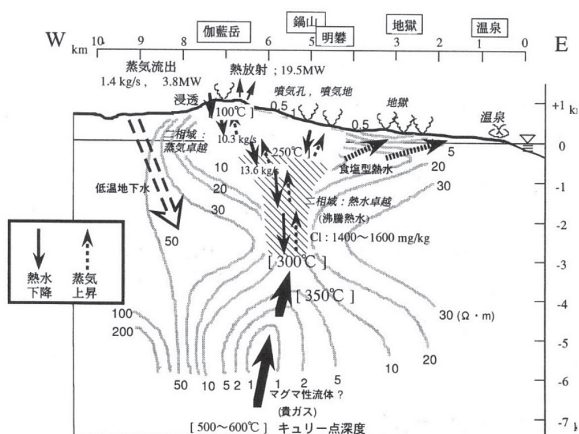 鍋山
伽藍岳
明礬
地獄
温泉
W
E
km 10 9 8 7 6 5 4 3 2 1 0 km
蒸気流出
熱放射 ; 19.5MW
1.4 kg/s , 3.8MW
噴気孔, 噴気地
浸透
0.5
1
0.5
地獄
+1 km
[100℃]
温泉
二相域:
蒸気卓越
10.3 kg/s
250℃
0
5
10
13.6 kg/s
食塩型熱水
20
-1
低温地下水
20
30
30
二相域:熱水卓越
(沸騰熱水)
-2
50
Cl : 1400〜1600 mg/kg
[ 300℃ ]
-3
熱水
下降
蒸気
上昇
[ 350℃ ]
100
30 (Ω・m)
-4
200
-5
20
10
50
10
5
2
1
1
2
5
マグマ性流体 ?
(貴ガス)
-6
[ 500〜600℃ ] キュリー点深度
-7 k